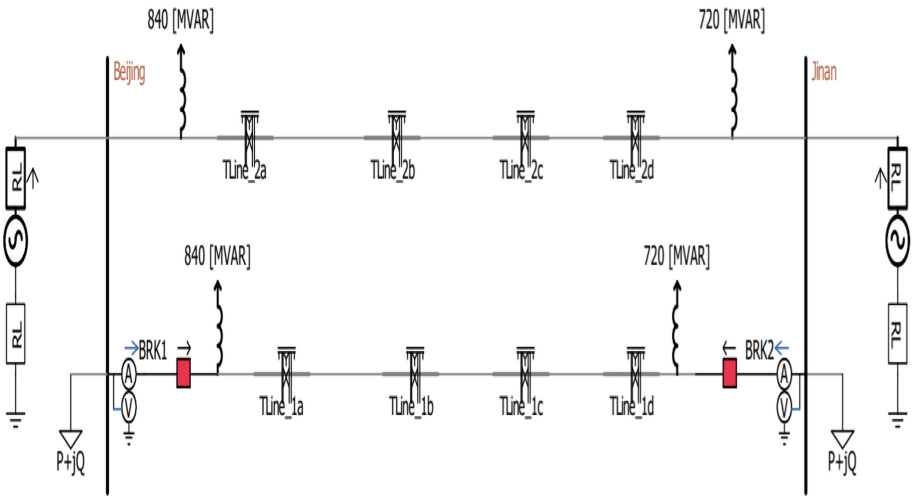 840 [MVAR]
720 [MVAR]
Beijing
Jinan
TLine_2a
TLine_2b
TLine_2c
TLine_2d
RL
RL
840 [MVAR]
720 [MVAR]
RL
RL
BRK1
BRK2
A
A
V
V
TLine_1a
TLine_1b
TLine_1c
TLine_1d
P+jQ
P+jQ